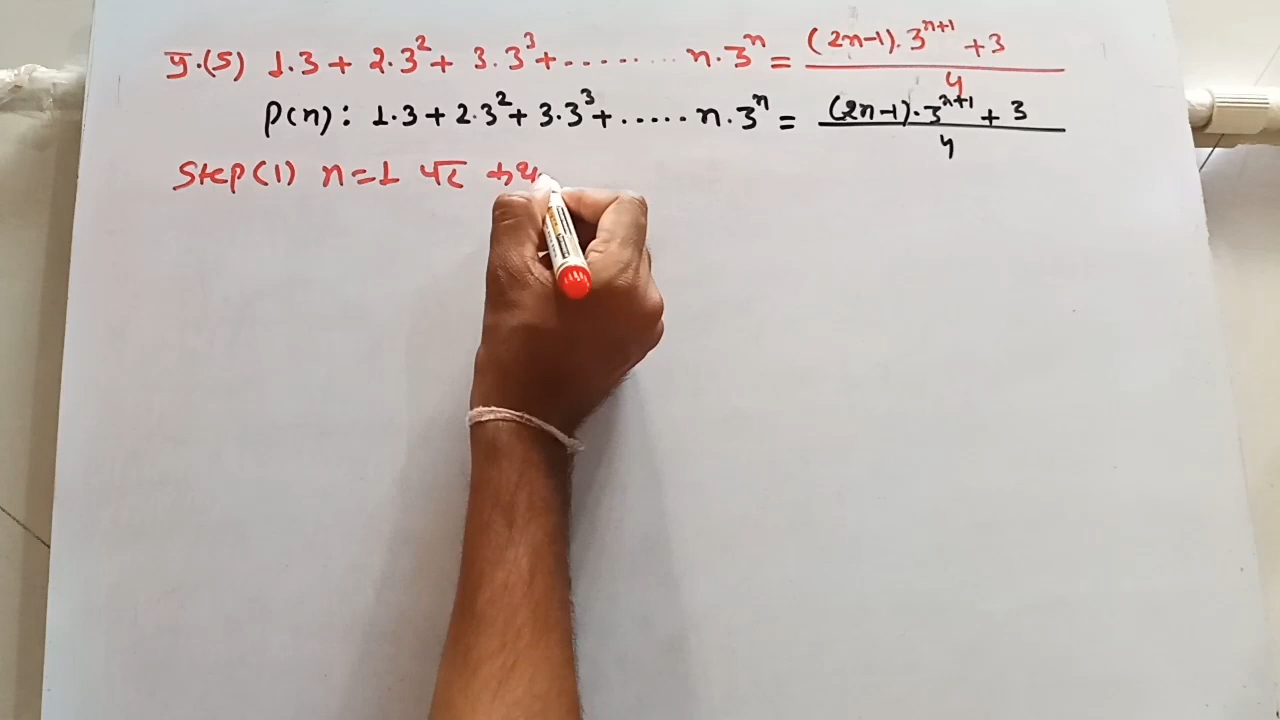 प्र.(5) 1.3 + 2.3² + 3.3³ + ........ n.3ⁿ = ((2n-1).3ⁿ⁺¹ + 3)/4
P(n): 1.3 + 2.3² + 3.3³ + ..... n.3ⁿ = ((2n-1).3ⁿ⁺¹ + 3)/4
Step(1) n=1